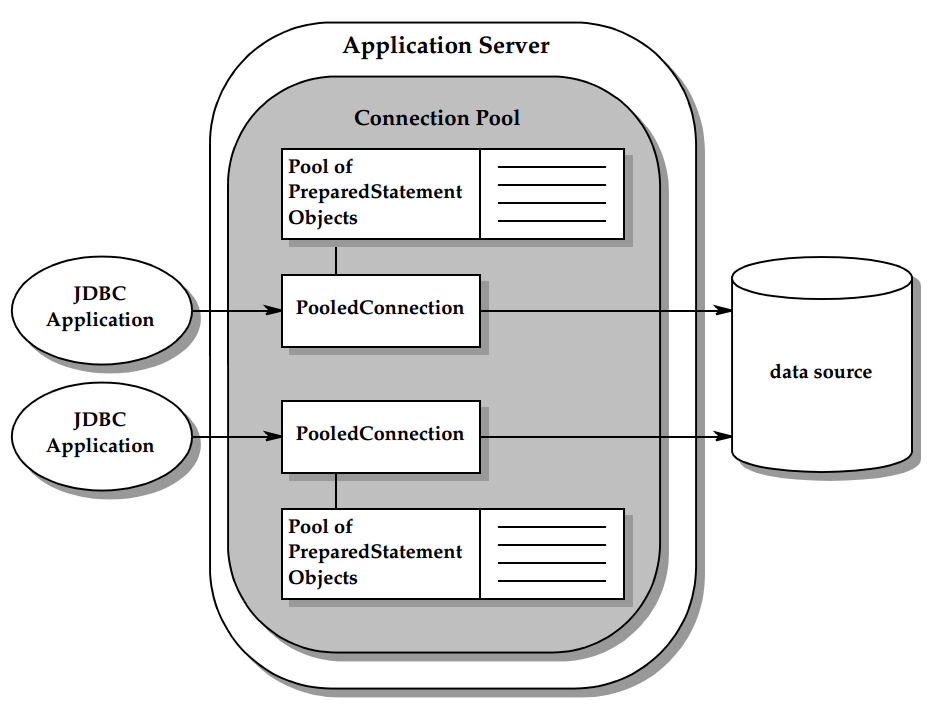 Application Server
Connection Pool
Pool of
PreparedStatement
Objects
JDBC
Application
PooledConnection
data source
JDBC
Application
PooledConnection
Pool of
PreparedStatement
Objects